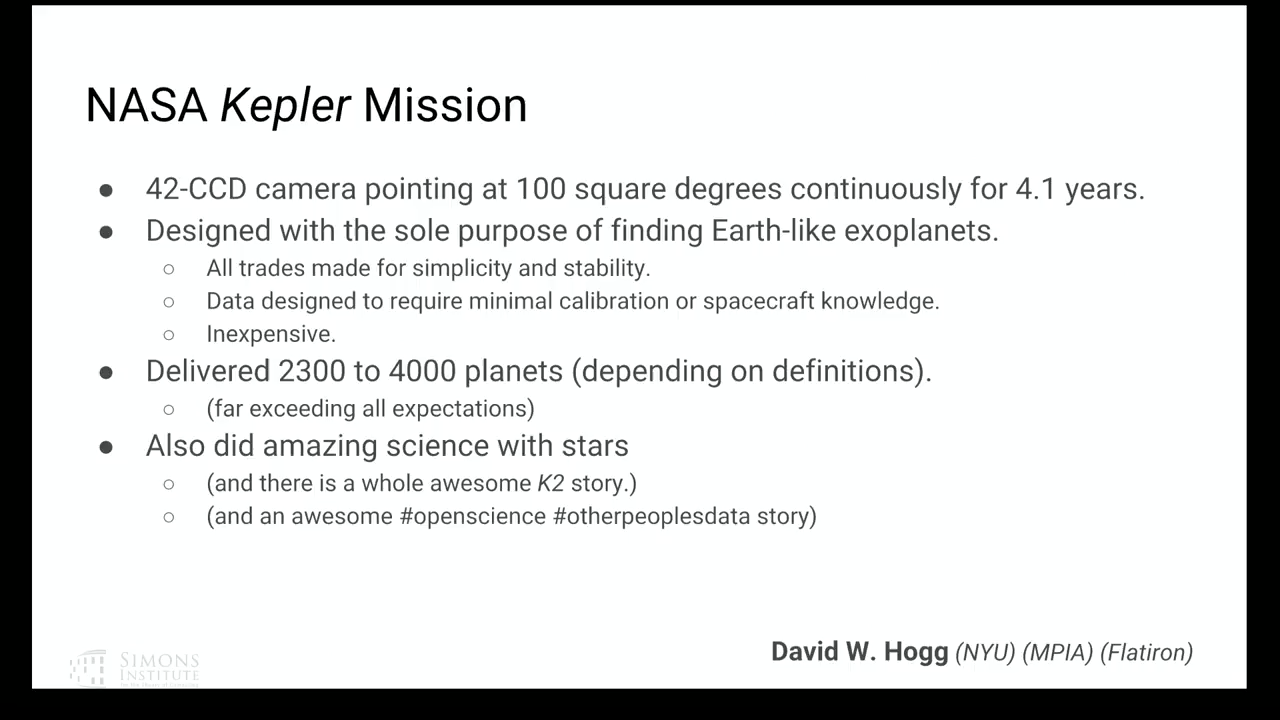 NASA Kepler Mission
● 42-CCD camera pointing at 100 square degrees continuously for 4.1 years.
● Designed with the sole purpose of finding Earth-like exoplanets.
○ All trades made for simplicity and stability.
○ Data designed to require minimal calibration or spacecraft knowledge.
○ Inexpensive.
● Delivered 2300 to 4000 planets (depending on definitions).
○ (far exceeding all expectations)
● Also did amazing science with stars
○ (and there is a whole awesome K2 story.)
○ (and an awesome #openscience #otherpeoplesdata story)
David W. Hogg (NYU) (MPIA) (Flatiron)
SIMONS
INSTITUTE